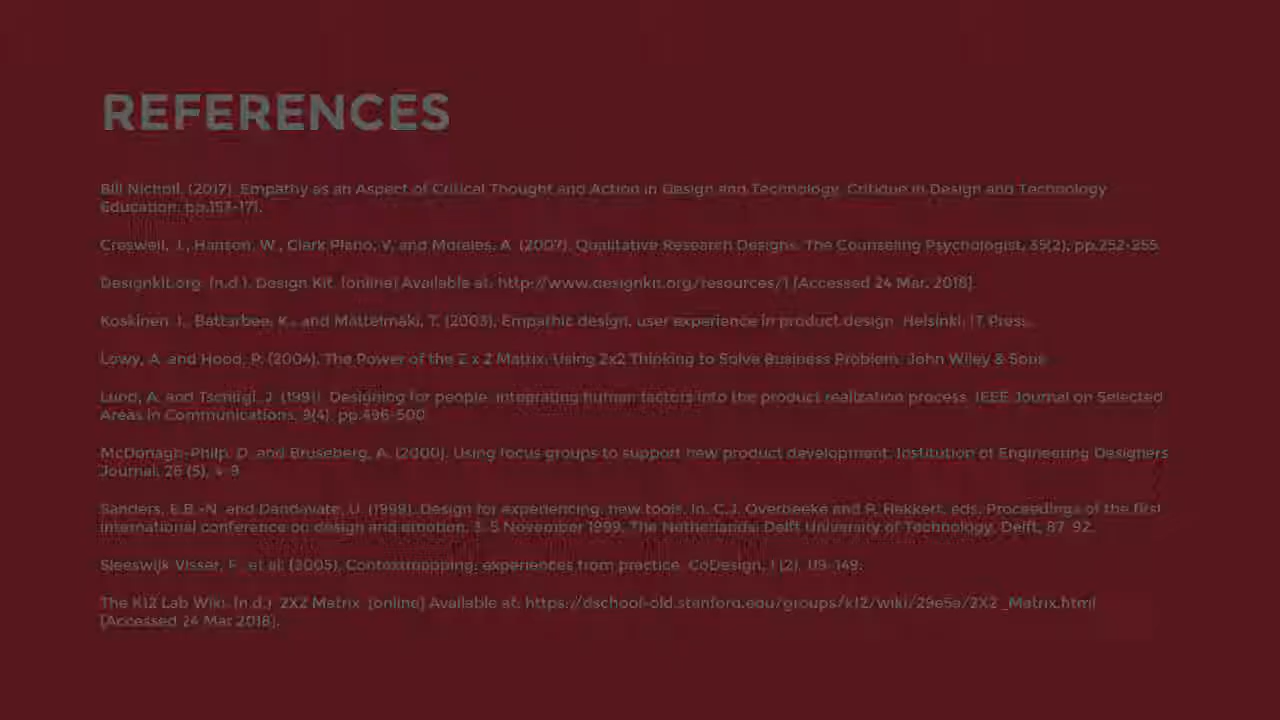 REFERENCES
Bill Nicholl. (2017). Empathy as an Aspect of Critical Thought and Action in Design and Technology. Critique in Design and Technology
Education. pp.153-171.
Creswell, J., Hanson, W., Clark Plano, V. and Morales, A. (2007). Qualitative Research Designs. The Counseling Psychologist, 35(2), pp.252-255.
Designkit.org. (n.d.). Design Kit. [online] Available at: http://www.designkit.org/resources/1 [Accessed 24 Mar. 2018].
Koskinen, I., Battarbee, K., and Mattelmäki, T. (2003). Empathic design, user experience in product design. Helsinki: IT Press.
Lowy, A. and Hood, P. (2004). The Power of the 2 x 2 Matrix: Using 2x2 Thinking to Solve Business Problem. John Wiley & Sons.
Lund, A. and Tschirgi, J. (1991). Designing for people: integrating human factors into the product realization process. IEEE Journal on Selected
Areas in Communications, 9(4), pp.496-500.
McDonagh-Philp, D. and Bruseberg, A. (2000). Using focus groups to support new product development. Institution of Engineering Designers
Journal, 26 (5), 4-9.
Sanders, E.B.-N. and Dandavate, U. (1999). Design for experiencing: new tools. In: C.J. Overbeeke and P. Hekkert, eds. Proceedings of the first
international conference on design and emotion, 3-5 November 1999, The Netherlands: Delft University of Technology, Delft, 87-92.
Sleeswijk Visser, F., et al. (2005). Contextmapping: experiences from practice. CoDesign, 1 (2), 119-149.
The K12 Lab Wiki. (n.d.). 2X2 Matrix. [online] Available at: https://dschool-old.stanford.edu/groups/k12/wiki/29e5a/2X2_Matrix.html
[Accessed 24 Mar 2018].